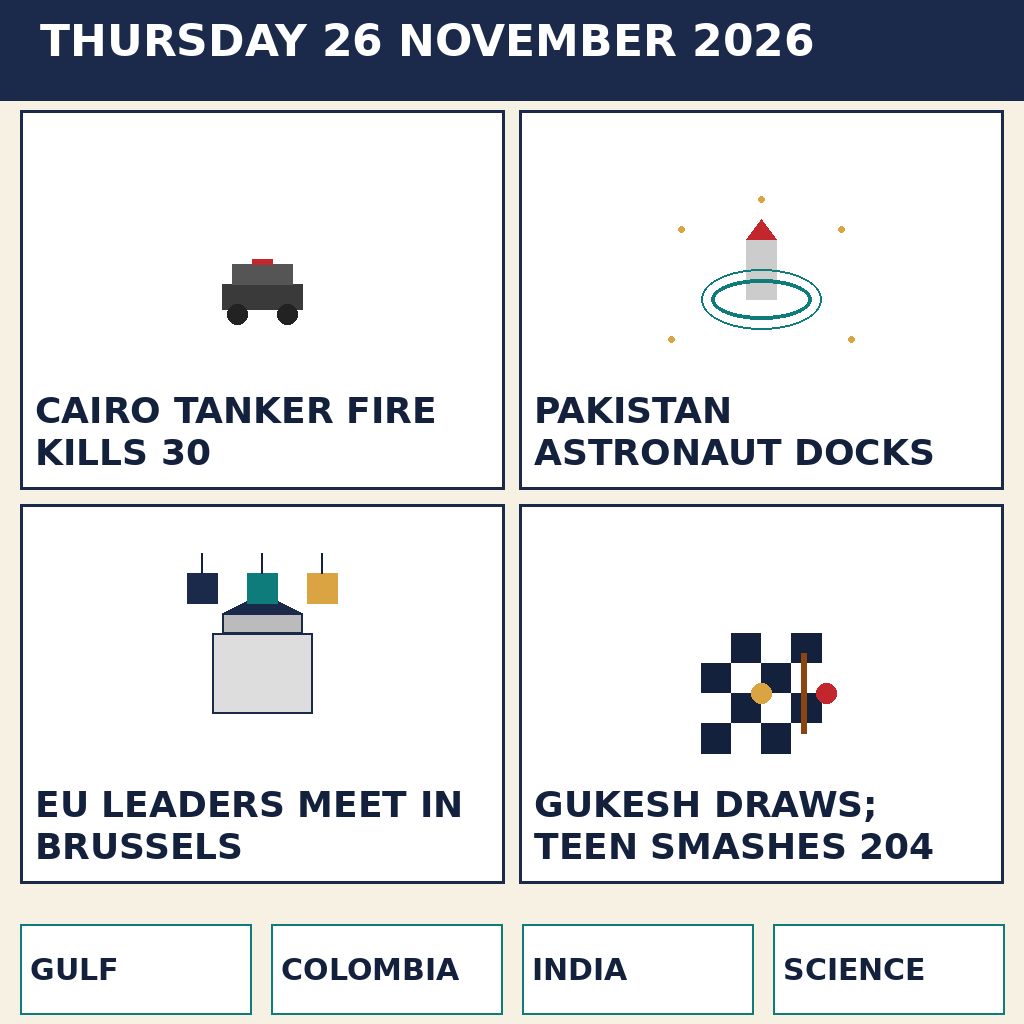 THURSDAY 26 NOVEMBER 2026
CAIRO TANKER FIRE
KILLS 30
PAKISTAN
ASTRONAUT DOCKS
EU LEADERS MEET IN
BRUSSELS
GUKESH DRAWS;
TEEN SMASHES 204
GULF
COLOMBIA
INDIA
SCIENCE